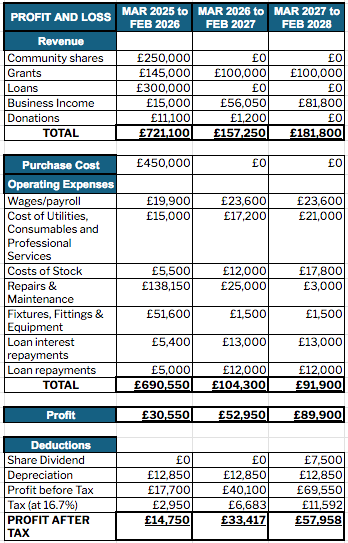 PROFIT AND LOSS MAR 2025 to FEB 2026 MAR 2026 to FEB 2027 MAR 2027 to FEB 2028
Revenue
Community shares £250,000 £0 £0
Grants £145,000 £100,000 £100,000
Loans £300,000 £0 £0
Business Income £15,000 £56,050 £81,800
Donations £11,100 £1,200 £0
TOTAL £721,100 £157,250 £181,800
Purchase Cost £450,000 £0 £0
Operating Expenses
Wages/payroll £19,900 £23,600 £23,600
Cost of Utilities, £15,000 £17,200 £21,000
Consumables and
Professional
Services
Costs of Stock £5,500 £12,000 £17,800
Repairs & £138,150 £25,000 £3,000
Maintenance
Fixtures, Fittings & £51,600 £1,500 £1,500
Equipment
Loan interest £5,400 £13,000 £13,000
repayments
Loan repayments £5,000 £12,000 £12,000
TOTAL £690,550 £104,300 £91,900
Profit £30,550 £52,950 £89,900
Deductions
Share Dividend £0 £0 £7,500
Depreciation £12,850 £12,850 £12,850
Profit before Tax £17,700 £40,100 £69,550
Tax (at 16.7%) £2,950 £6,683 £11,592
PROFIT AFTER £14,750 £33,417 £57,958
TAX